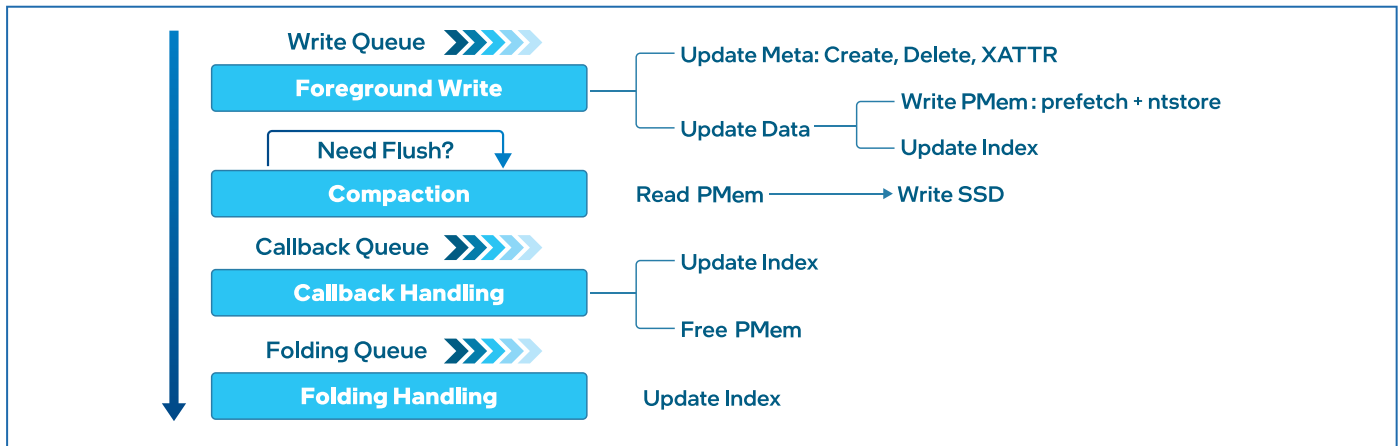 Write Queue
Foreground Write
Update Meta: Create, Delete, XATTR
Update Data
Write PMem: prefetch + ntstore
Update Index
Need Flush?
Compaction
Read PMem
Write SSD
Callback Queue
Callback Handling
Update Index
Free PMem
Folding Queue
Folding Handling
Update Index